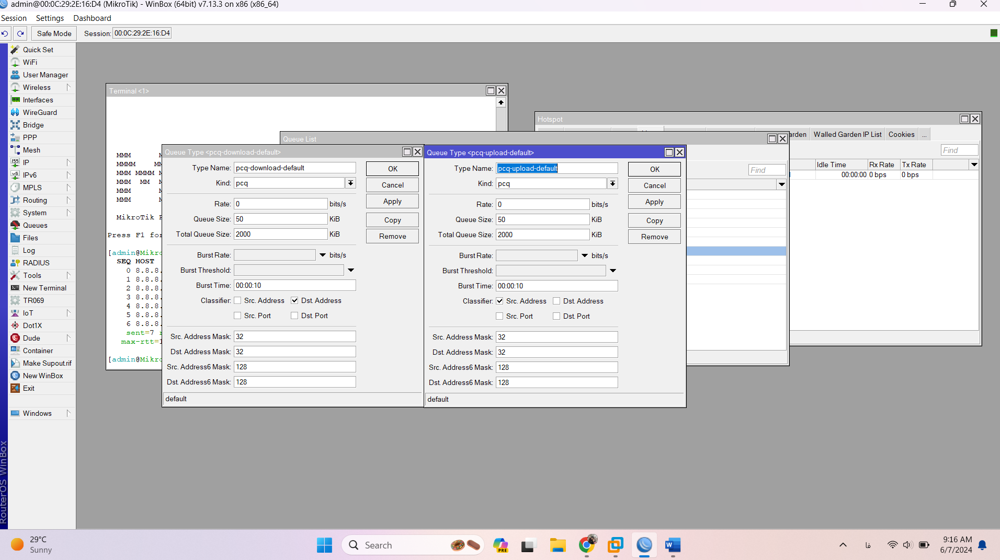 admin@00:0C:29:2E:16:D4 (MikroTik) - WinBox (64bit) v7.13.3 on x86 (x86_64)
Session Settings Dashboard
Safe Mode Session: 00:0C:29:2E:16:D4
Quick Set
WiFi
User Manager
Wireless
Interfaces
WireGuard
Bridge
PPP
Mesh
IP
IPv6
MPLS
Routing
System
Queues
Files
Log
RADIUS
Tools
New Terminal
TR069
IoT
Dot1X
Dude
Container
Make Supout.rif
New WinBox
Exit
Windows
RouterOS WinBox
Terminal <1>
MMM M
MMMM MM
MMM MMMM M
MMM MM M
MMM M
MMM M
MikroTik R
Press F1 for
[admin@Mikro
SEQ HOST
0 8.8.8.
1 8.8.8.
2 8.8.8.
3 8.8.8.
4 8.8.8.
5 8.8.8.
6 8.8.8.
sent=7 r
max-rtt=1
[admin@Mikro
Hotspot
arden Walled Garden IP List Cookies ...
Find
Idle Time Rx Rate Tx Rate
00:00:00 0 bps 0 bps
Queue List
Find
Queue Type <pcq-download-default>
Type Name: pcq-download-default
Kind: pcq
Rate: 0 bits/s
Queue Size: 50 KiB
Total Queue Size: 2000 KiB
Burst Rate: bits/s
Burst Threshold:
Burst Time: 00:00:10
Classifier: Src. Address Dst. Address
Src. Port Dst. Port
Src. Address Mask: 32
Dst. Address Mask: 32
Src. Address6 Mask: 128
Dst. Address6 Mask: 128
default
OK
Cancel
Apply
Copy
Remove
Queue Type <pcq-upload-default>
Type Name: pcq-upload-default
Kind: pcq
Rate: 0 bits/s
Queue Size: 50 KiB
Total Queue Size: 2000 KiB
Burst Rate: bits/s
Burst Threshold:
Burst Time: 00:00:10
Classifier: Src. Address Dst. Address
Src. Port Dst. Port
Src. Address Mask: 32
Dst. Address Mask: 32
Src. Address6 Mask: 128
Dst. Address6 Mask: 128
default
OK
Cancel
Apply
Copy
Remove
29°C
Sunny
Search
PRE
فا
9:16 AM
6/7/2024